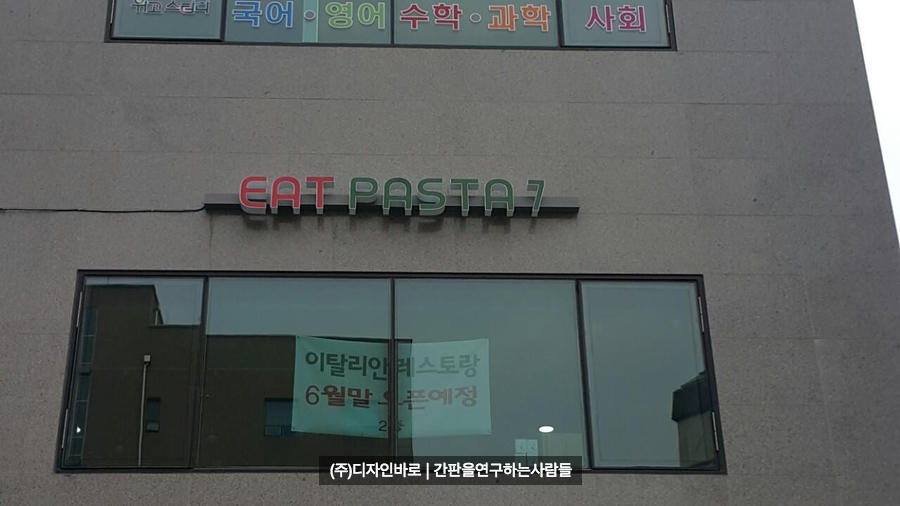 국어·영어 수학·과학 사회
EAT PASTA 7
이탈리안레스토랑
6월말 오픈예정
2층
(주)디자인바로 | 간판을연구하는사람들